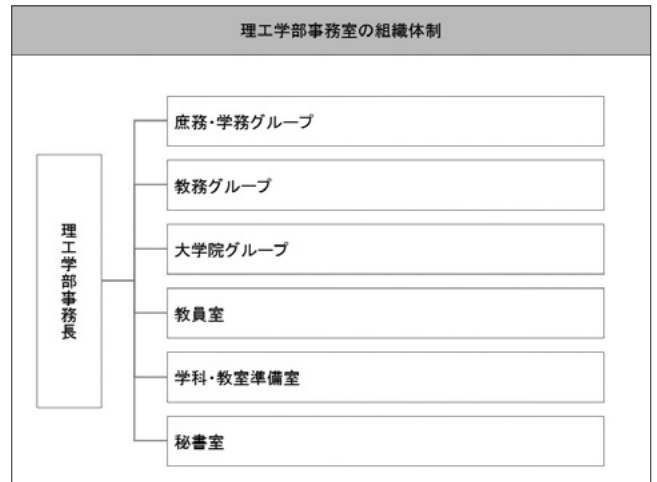 理工学部事務室の組織体制
理工学部事務長
庶務・学務グループ
教務グループ
大学院グループ
教員室
学科・教室準備室
秘書室